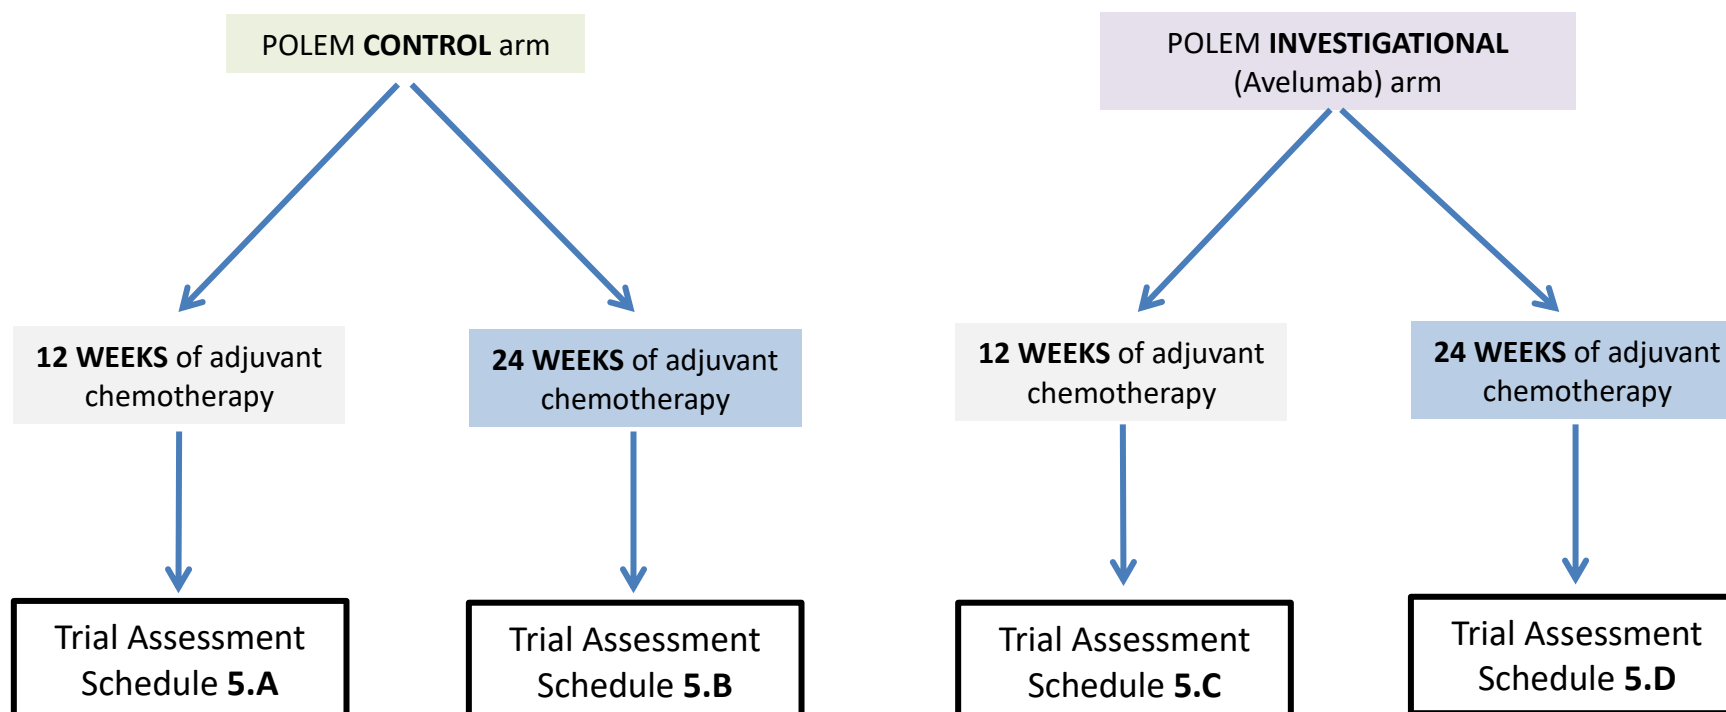 POLEM CONTROL arm
POLEM INVESTIGATIONAL
(Avelumab) arm
12 WEEKS of adjuvant
chemotherapy
24 WEEKS of adjuvant
chemotherapy
12 WEEKS of adjuvant
chemotherapy
24 WEEKS of adjuvant
chemotherapy
Trial Assessment
Schedule 5.A
Trial Assessment
Schedule 5.B
Trial Assessment
Schedule 5.C
Trial Assessment
Schedule 5.D